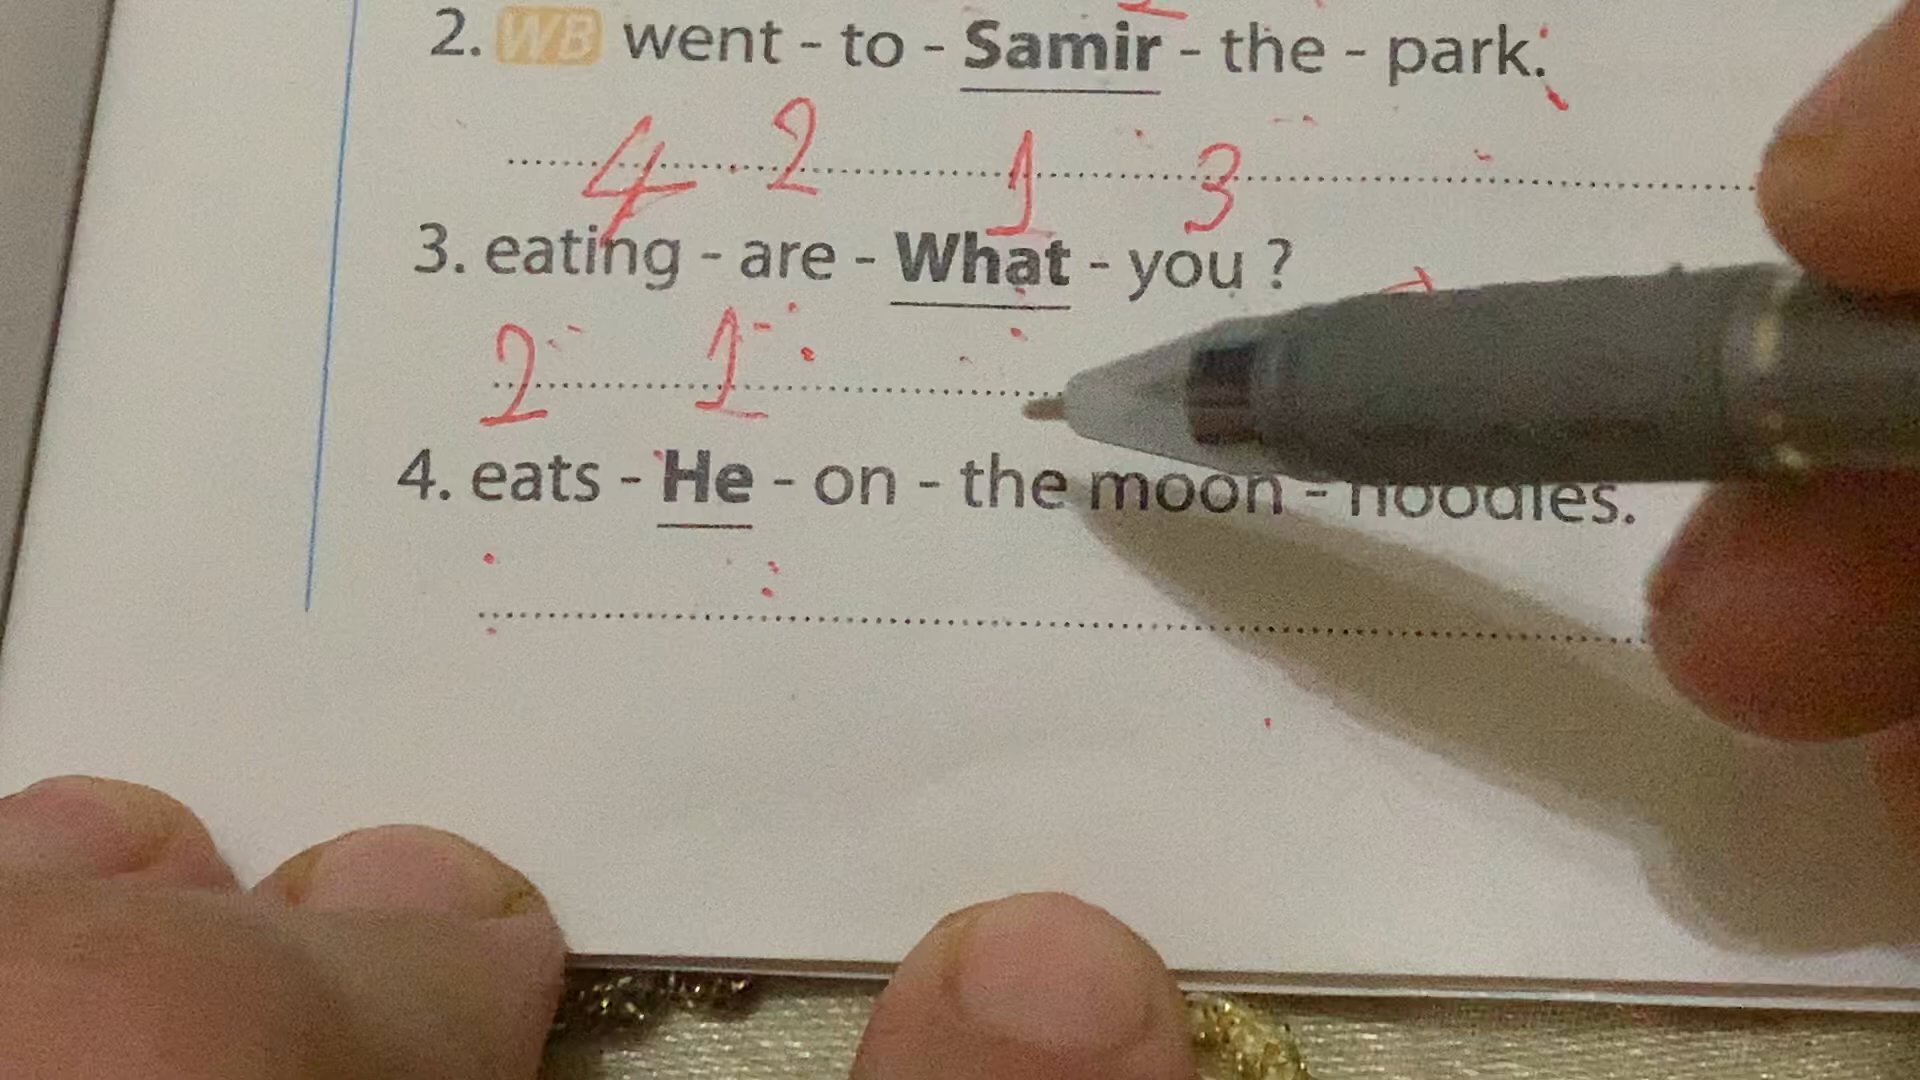 2. WB went - to - Samir - the - park.
4 2 1 3
3. eating - are - What - you ?
2 1
4. eats - He - on - the moon - noodles.